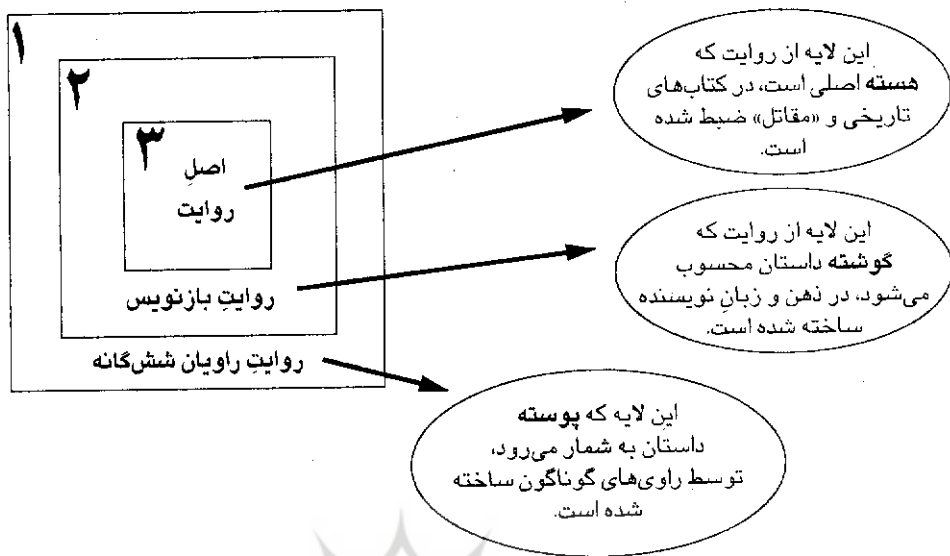 ۱
۲
۳
اصلِ
روایت
روایتِ بازنویس
روایتِ راویان شش‌گانه
این لایه از روایت که
هسته اصلی است، در کتاب‌های
تاریخی و «مقاتل» ضبط شده
است.
این لایه از روایت که
گوشته داستان محسوب
می‌شود، در ذهن و زبانِ نویسنده
ساخته شده است.
این لایه که پوسته
داستان به شمار می‌رود،
توسط راوی‌های گوناگون ساخته
شده است.